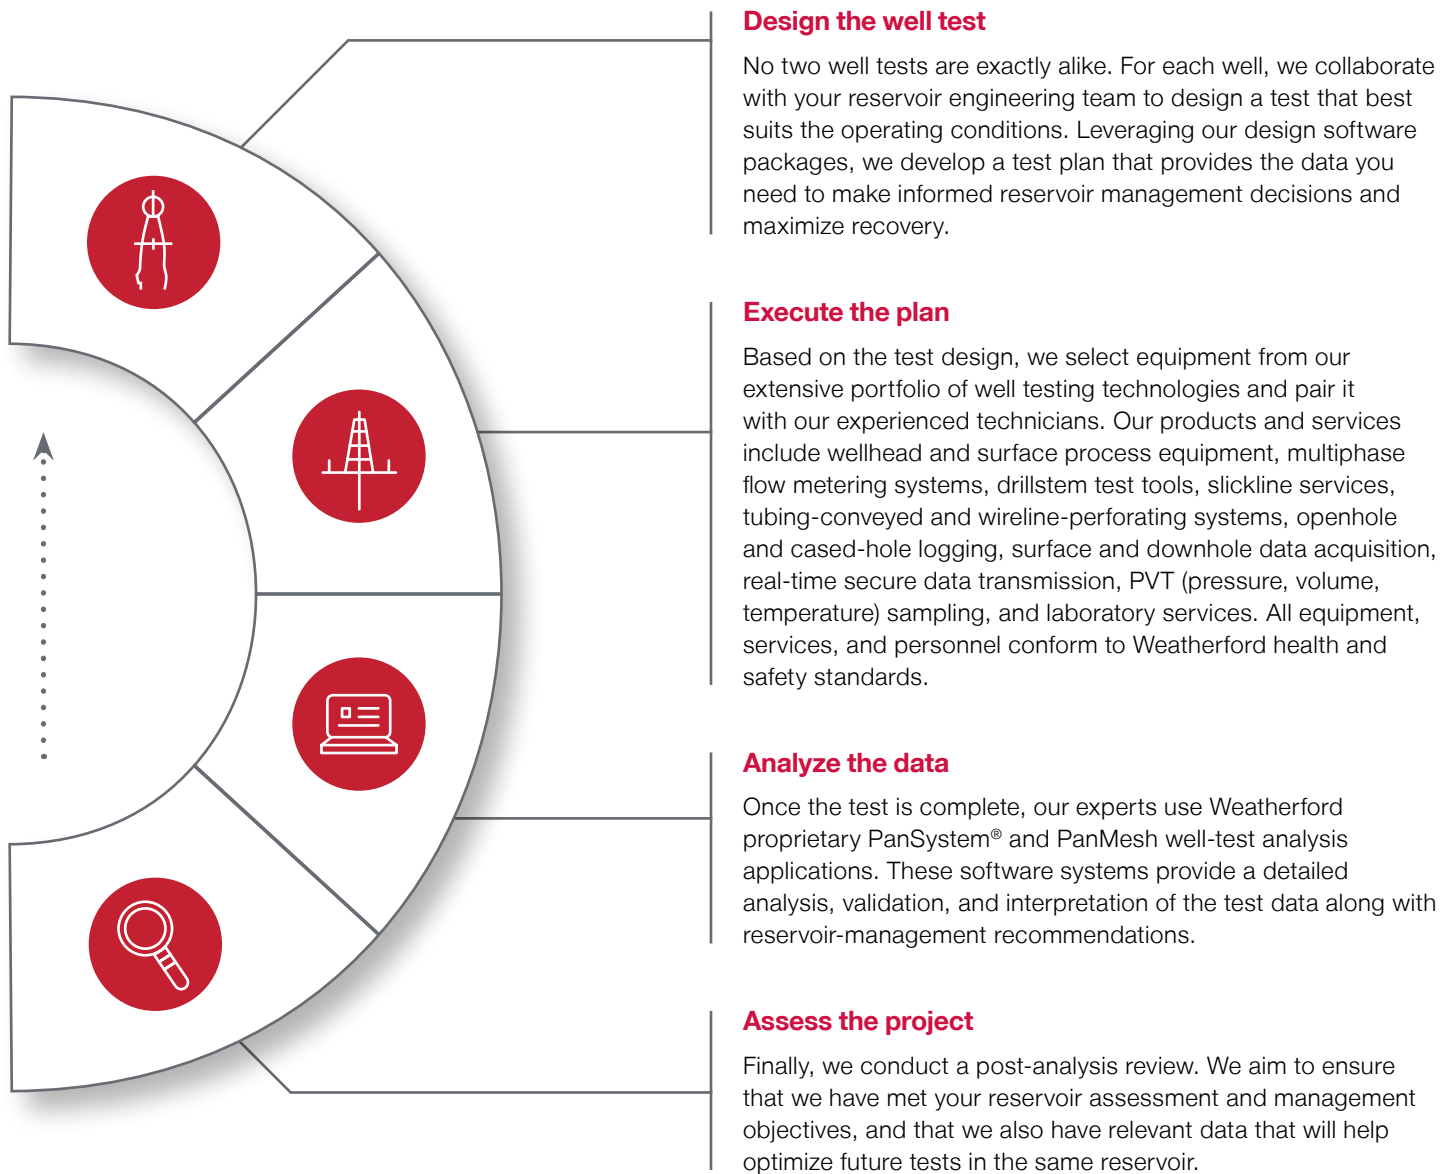 Design the well test
No two well tests are exactly alike. For each well, we collaborate
with your reservoir engineering team to design a test that best
suits the operating conditions. Leveraging our design software
packages, we develop a test plan that provides the data you
need to make informed reservoir management decisions and
maximize recovery.
Execute the plan
Based on the test design, we select equipment from our
extensive portfolio of well testing technologies and pair it
with our experienced technicians. Our products and services
include wellhead and surface process equipment, multiphase
flow metering systems, drillstem test tools, slickline services,
tubing-conveyed and wireline-perforating systems, openhole
and cased-hole logging, surface and downhole data acquisition,
real-time secure data transmission, PVT (pressure, volume,
temperature) sampling, and laboratory services. All equipment,
services, and personnel conform to Weatherford health and
safety standards.
Analyze the data
Once the test is complete, our experts use Weatherford
proprietary PanSystem® and PanMesh well-test analysis
applications. These software systems provide a detailed
analysis, validation, and interpretation of the test data along with
reservoir-management recommendations.
Assess the project
Finally, we conduct a post-analysis review. We aim to ensure
that we have met your reservoir assessment and management
objectives, and that we also have relevant data that will help
optimize future tests in the same reservoir.